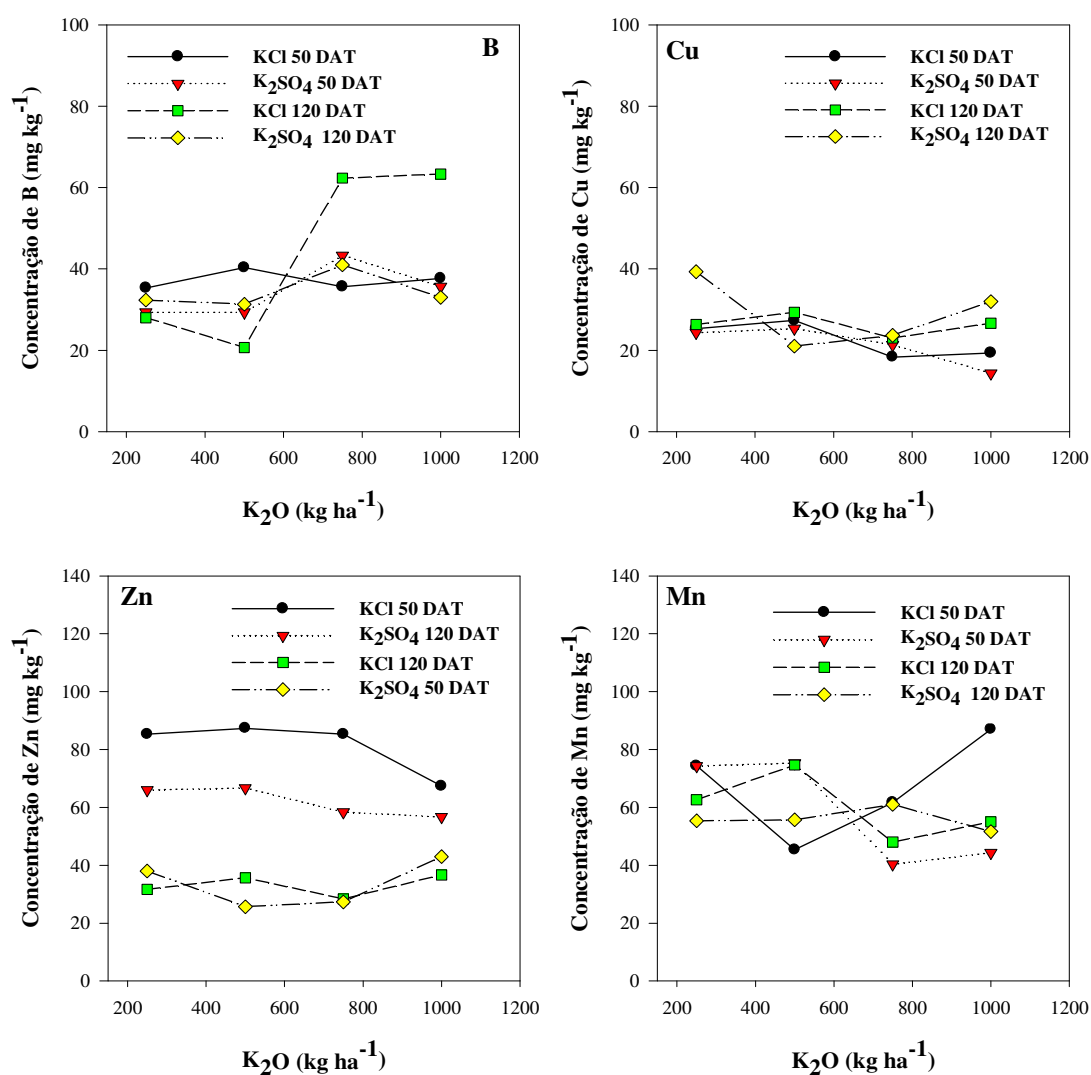 B
KCl 50 DAT
K2SO4 50 DAT
KCl 120 DAT
K2SO4 120 DAT
Concentração de B (mg kg-1)
100
80
60
40
20
0
200 400 600 800 1000 1200
K2O (kg ha-1)
Cu
KCl 50 DAT
K2SO4 50 DAT
KCl 120 DAT
K2SO4 120 DAT
Concentração de Cu (mg kg-1)
100
80
60
40
20
0
200 400 600 800 1000 1200
K2O (kg ha-1)
Zn
KCl 50 DAT
K2SO4 120 DAT
KCl 120 DAT
K2SO4 50 DAT
Concentração de Zn (mg kg-1)
140
120
100
80
60
40
20
0
200 400 600 800 1000 1200
K2O (kg ha-1)
Mn
KCl 50 DAT
K2SO4 50 DAT
KCl 120 DAT
K2SO4 120 DAT
Concentração de Mn (mg kg-1)
140
120
100
80
60
40
20
0
200 400 600 800 1000 1200
K2O (kg ha-1)